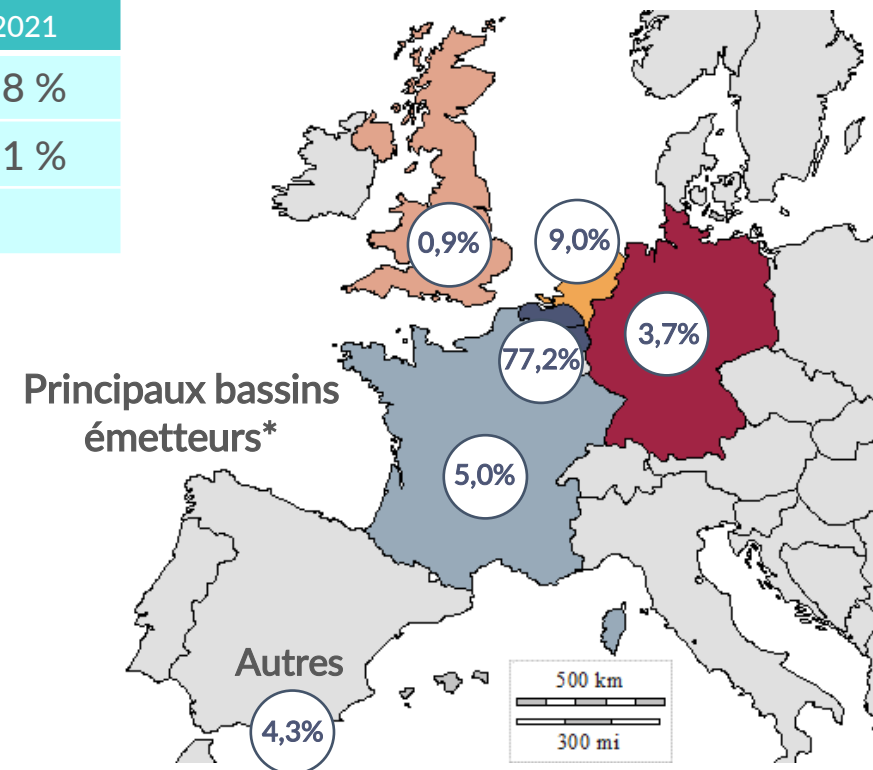 2021
8 %
1 %
0,9%
9,0%
3,7%
77,2%
Principaux bassins
émetteurs*
5,0%
Autres
4,3%
500 km
300 mi